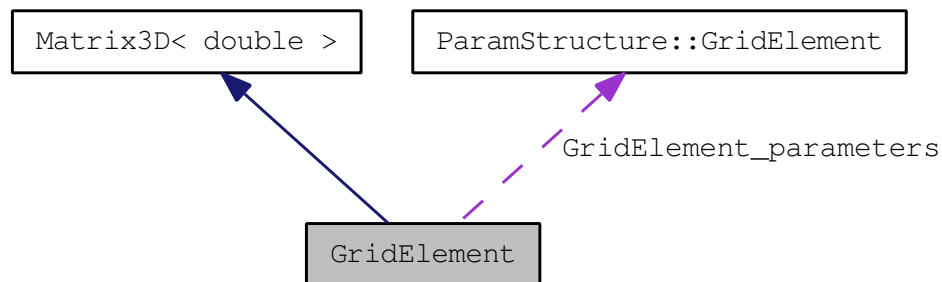 Matrix3D< double >
ParamStructure::GridElement
GridElement_parameters
GridElement